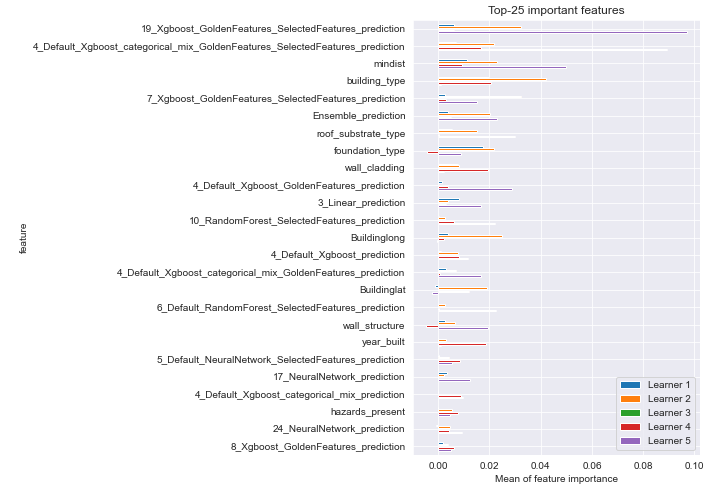 Top-25 important features
19_Xgboost_GoldenFeatures_SelectedFeatures_prediction
4_Default_Xgboost_categorical_mix_GoldenFeatures_SelectedFeatures_prediction
mindist
building_type
7_Xgboost_GoldenFeatures_SelectedFeatures_prediction
Ensemble_prediction
roof_substrate_type
foundation_type
wall_cladding
4_Default_Xgboost_GoldenFeatures_prediction
3_Linear_prediction
10_RandomForest_SelectedFeatures_prediction
Buildinglong
4_Default_Xgboost_prediction
4_Default_Xgboost_categorical_mix_GoldenFeatures_prediction
Buildinglat
6_Default_RandomForest_SelectedFeatures_prediction
wall_structure
year_built
5_Default_NeuralNetwork_SelectedFeatures_prediction
17_NeuralNetwork_prediction
4_Default_Xgboost_categorical_mix_prediction
hazards_present
24_NeuralNetwork_prediction
8_Xgboost_GoldenFeatures_prediction
feature
Learner 1
Learner 2
Learner 3
Learner 4
Learner 5
0.00 0.02 0.04 0.06 0.08 0.10
Mean of feature importance